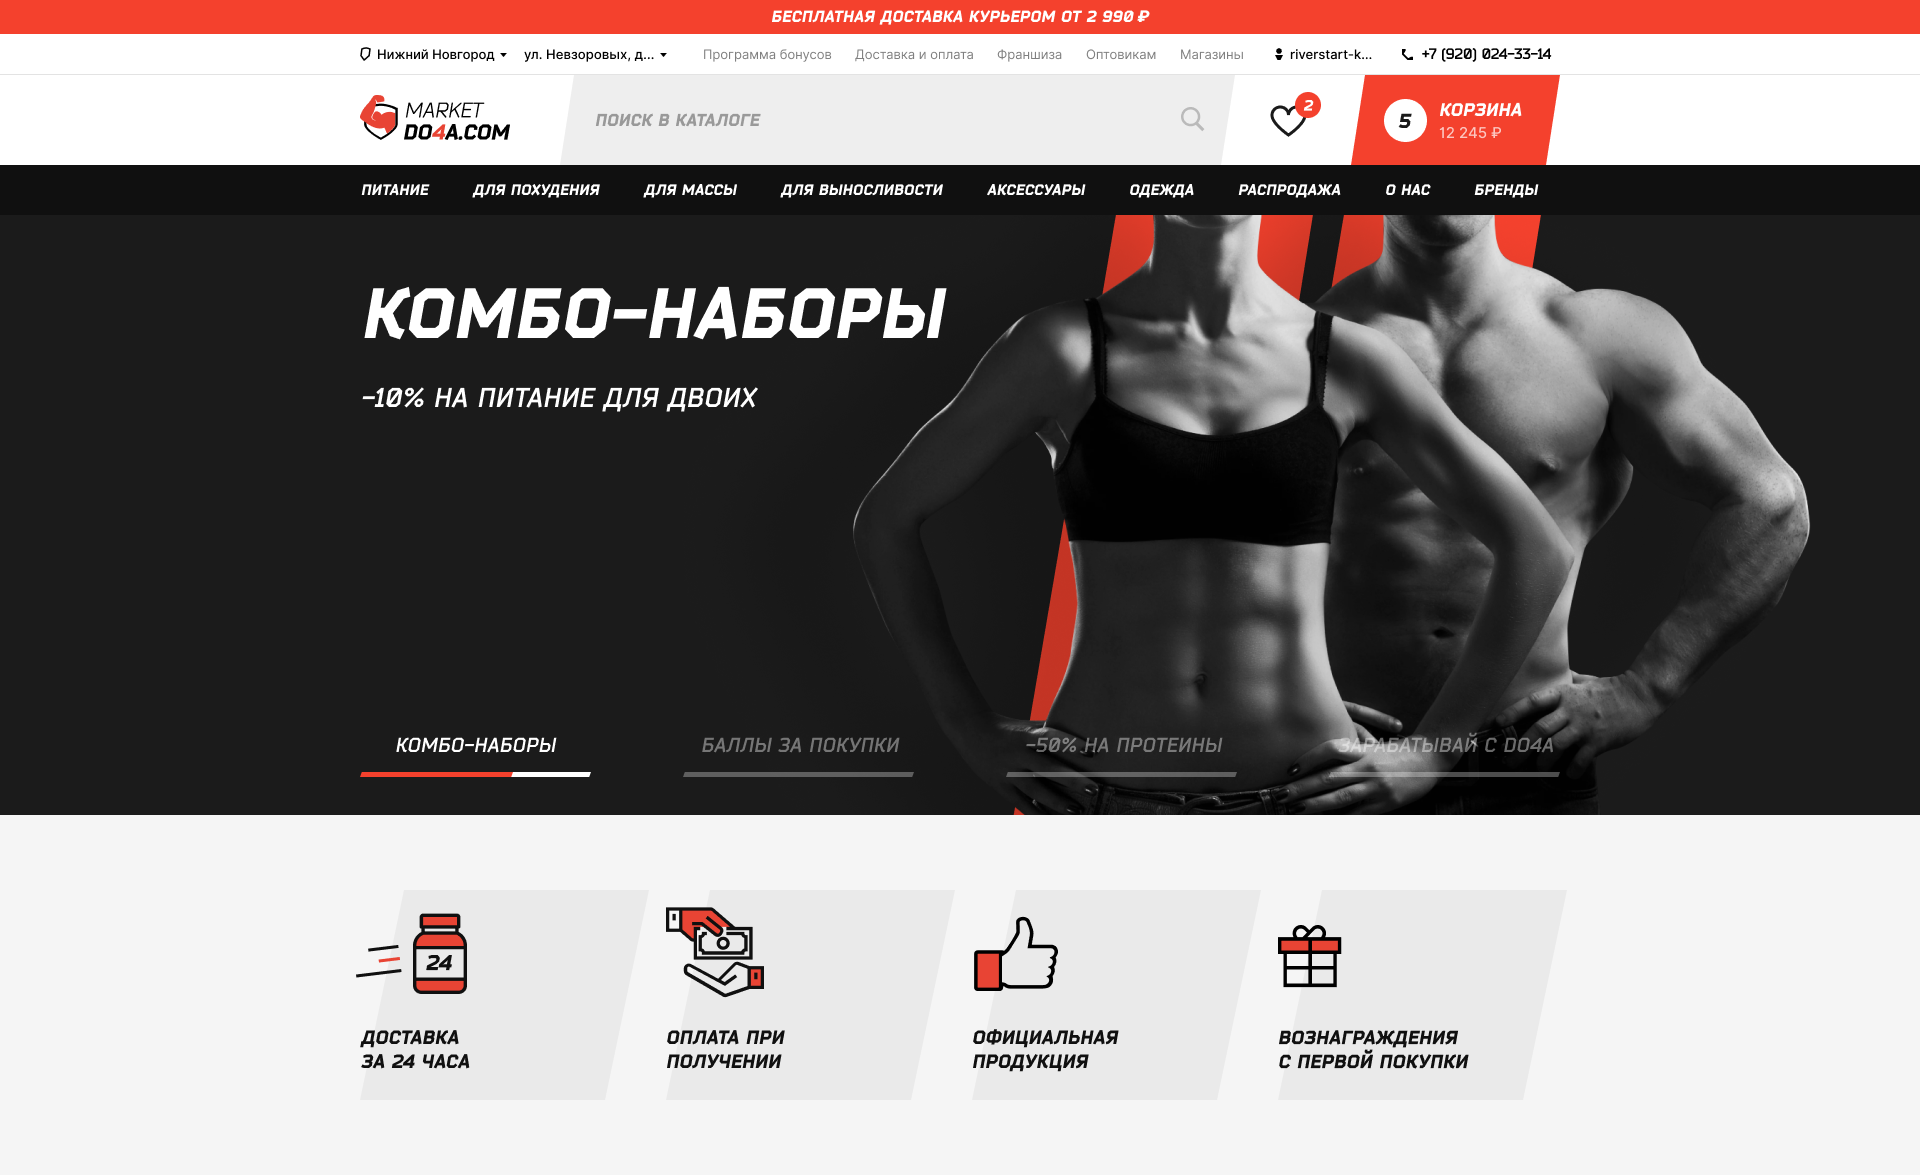 БЕСПЛАТНАЯ ДОСТАВКА КУРЬЕРОМ ОТ 2 990 ₽
Нижний Новгород ул. Невзоровых, д... Программа бонусов Доставка и оплата Франшиза Оптовикам Магазины riverstart-k... +7 (920) 024-33-14
MARKET
DO4A.COM
ПОИСК В КАТАЛОГЕ
2
5
КОРЗИНА
12 245 ₽
ПИТАНИЕ ДЛЯ ПОХУДЕНИЯ ДЛЯ МАССЫ ДЛЯ ВЫНОСЛИВОСТИ АКСЕССУАРЫ ОДЕЖДА РАСПРОДАЖА О НАС БРЕНДЫ
КОМБО-НАБОРЫ
-10% НА ПИТАНИЕ ДЛЯ ДВОИХ
КОМБО-НАБОРЫ БАЛЛЫ ЗА ПОКУПКИ -50% НА ПРОТЕИНЫ ЗАРАБАТЫВАЙ С DO4A
24
ДОСТАВКА
ЗА 24 ЧАСА
ОПЛАТА ПРИ
ПОЛУЧЕНИИ
ОФИЦИАЛЬНАЯ
ПРОДУКЦИЯ
ВОЗНАГРАЖДЕНИЯ
С ПЕРВОЙ ПОКУПКИ